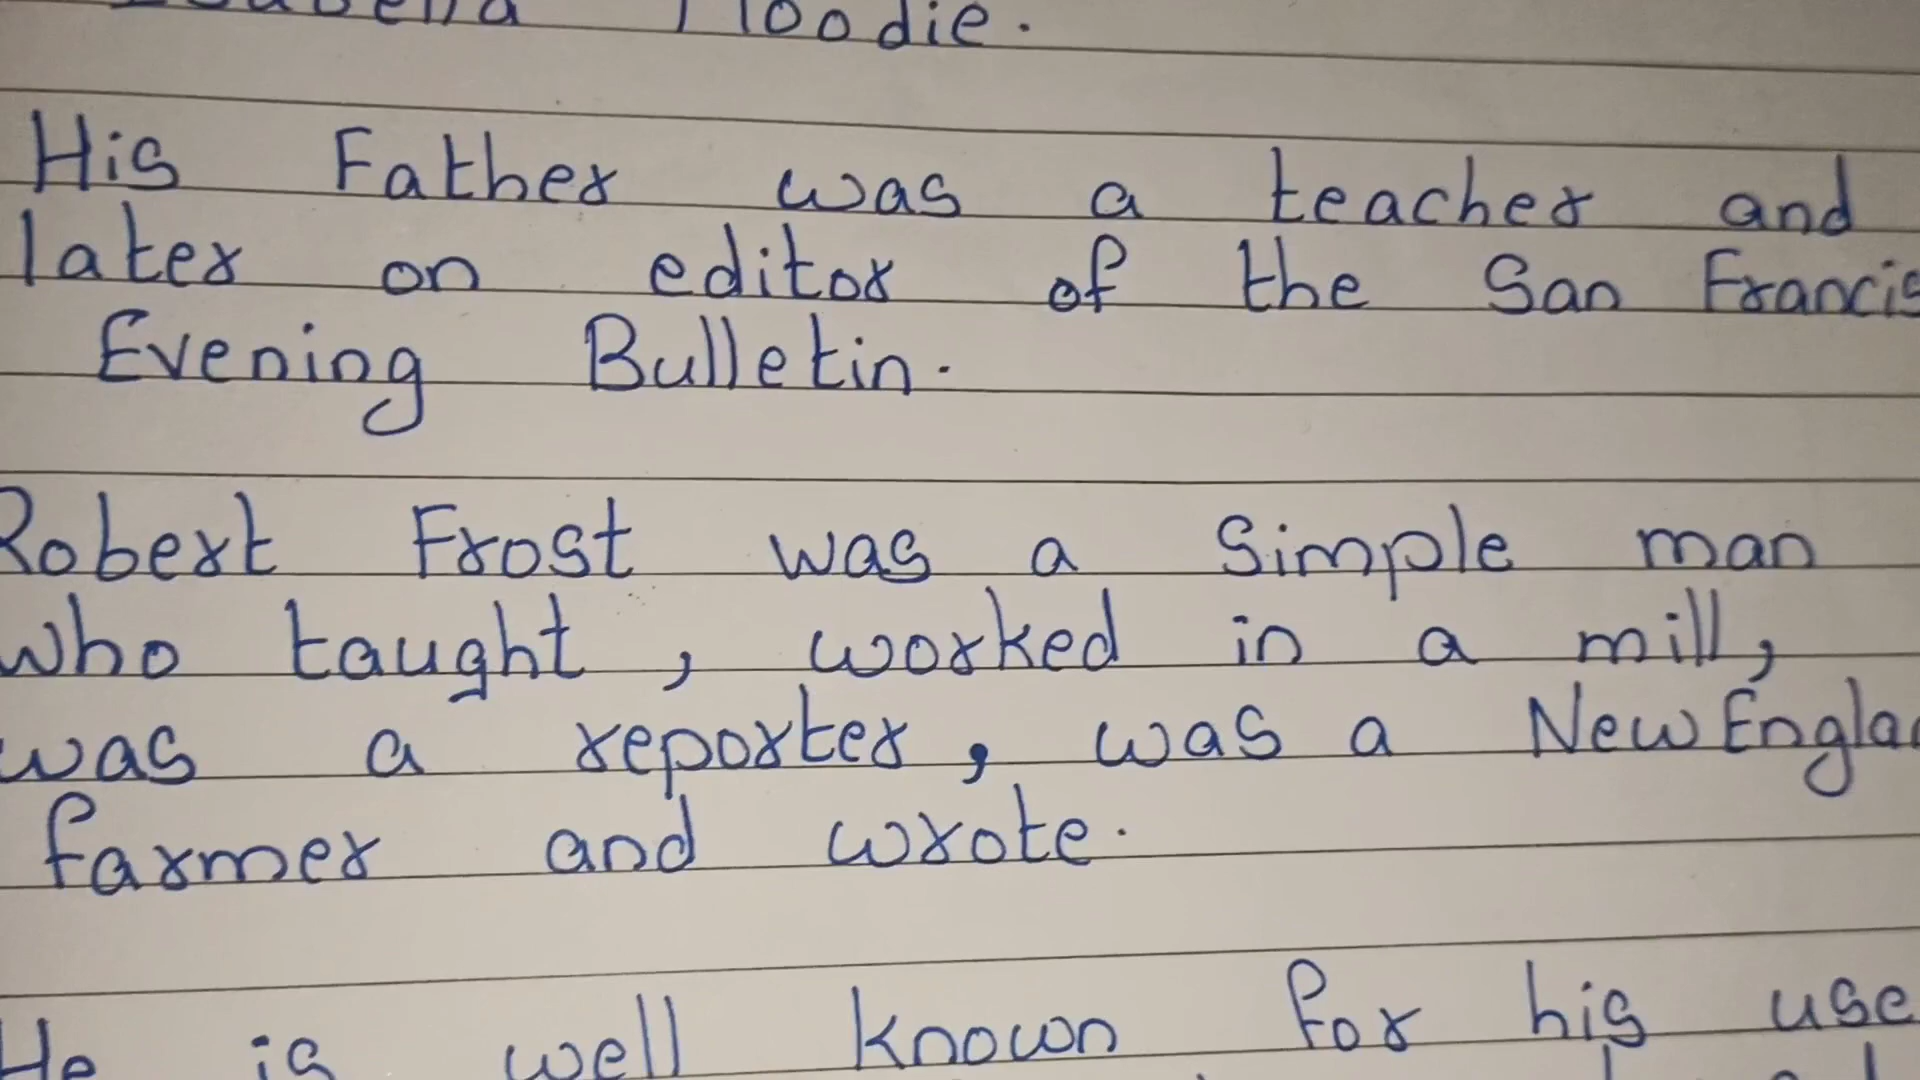 Moodie.
His Father was a teacher and
later on editor of the San Francis
Evening Bulletin.
Robert Frost was a Simple man
who taught, worked in a mill,
was a reporter, was a New Engla
farmer and wrote.
He is well known for his use